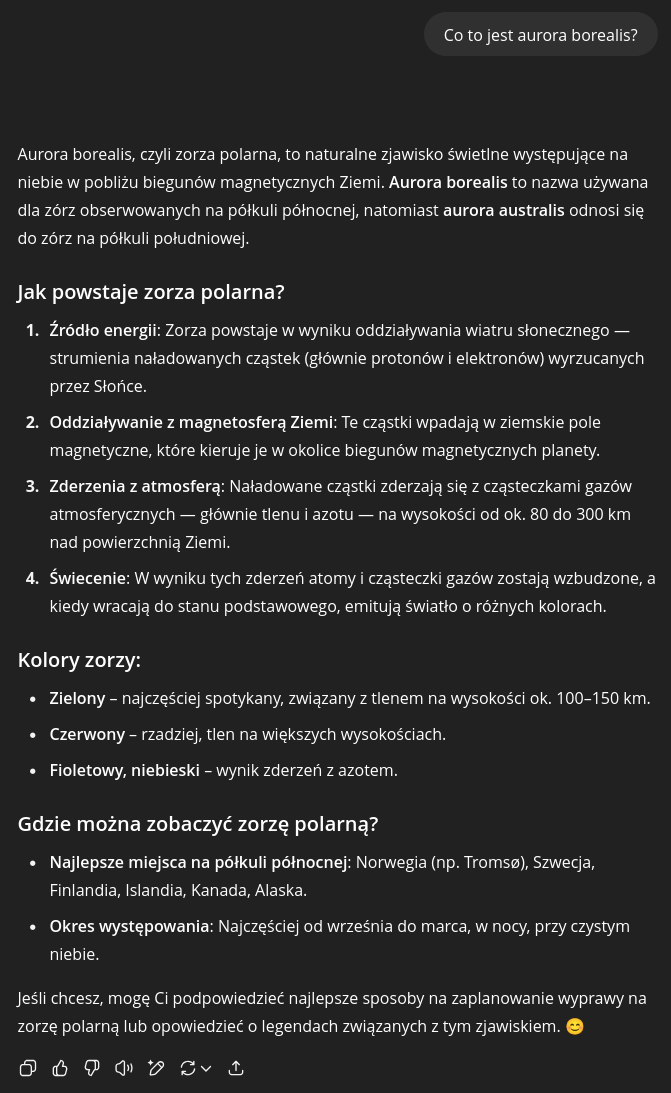 Co to jest aurora borealis?
Aurora borealis, czyli zorza polarna, to naturalne zjawisko świetlne występujące na
niebie w pobliżu biegunów magnetycznych Ziemi. Aurora borealis to nazwa używana
dla zórz obserwowanych na półkuli północnej, natomiast aurora australis odnosi się
do zórz na półkuli południowej.
Jak powstaje zorza polarna?
1. Źródło energii: Zorza powstaje w wyniku oddziaływania wiatru słonecznego —
strumienia naładowanych cząstek (głównie protonów i elektronów) wyrzucanych
przez Słońce.
2. Oddziaływanie z magnetosferą Ziemi: Te cząstki wpadają w ziemskie pole
magnetyczne, które kieruje je w okolice biegunów magnetycznych planety.
3. Zderzenia z atmosferą: Naładowane cząstki zderzają się z cząsteczkami gazów
atmosferycznych — głównie tlenu i azotu — na wysokości od ok. 80 do 300 km
nad powierzchnią Ziemi.
4. Świecenie: W wyniku tych zderzeń atomy i cząsteczki gazów zostają wzbudzone, a
kiedy wracają do stanu podstawowego, emitują światło o różnych kolorach.
Kolory zorzy:
• Zielony – najczęściej spotykany, związany z tlenem na wysokości ok. 100–150 km.
• Czerwony – rzadziej, tlen na większych wysokościach.
• Fioletowy, niebieski – wynik zderzeń z azotem.
Gdzie można zobaczyć zorzę polarną?
• Najlepsze miejsca na półkuli północnej: Norwegia (np. Tromsø), Szwecja,
Finlandia, Islandia, Kanada, Alaska.
• Okres występowania: Najczęściej od września do marca, w nocy, przy czystym
niebie.
Jeśli chcesz, mogę Ci podpowiedzieć najlepsze sposoby na zaplanowanie wyprawy na
zorzę polarną lub opowiedzieć o legendach związanych z tym zjawiskiem. 😊